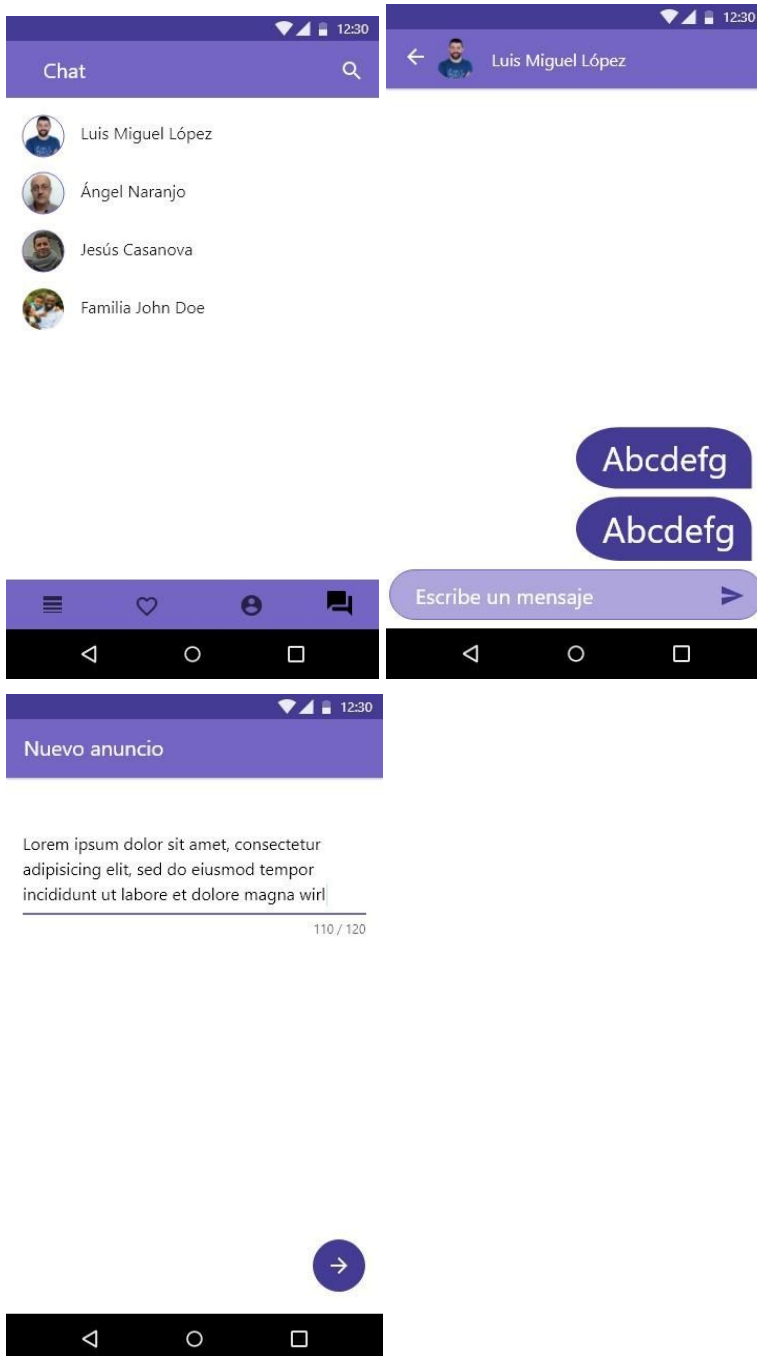 12:30
Chat
Luis Miguel López
Ángel Naranjo
Jesús Casanova
Familia John Doe
12:30
Luis Miguel López
Abcdefg
Abcdefg
Escribe un mensaje
12:30
Nuevo anuncio
Lorem ipsum dolor sit amet, consectetur
adipisicing elit, sed do eiusmod tempor
incididunt ut labore et dolore magna wirl
110 / 120